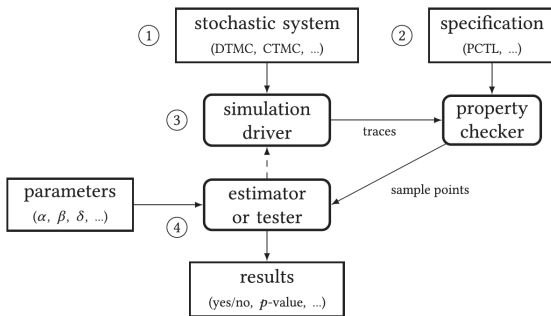 ① stochastic system
(DTMC, CTMC, ...)
② specification
(PCTL, ...)
③ simulation
driver
traces
property
checker
sample points
parameters
(α, β, δ, ...)
④ estimator
or tester
results
(yes/no, p-value, ...)